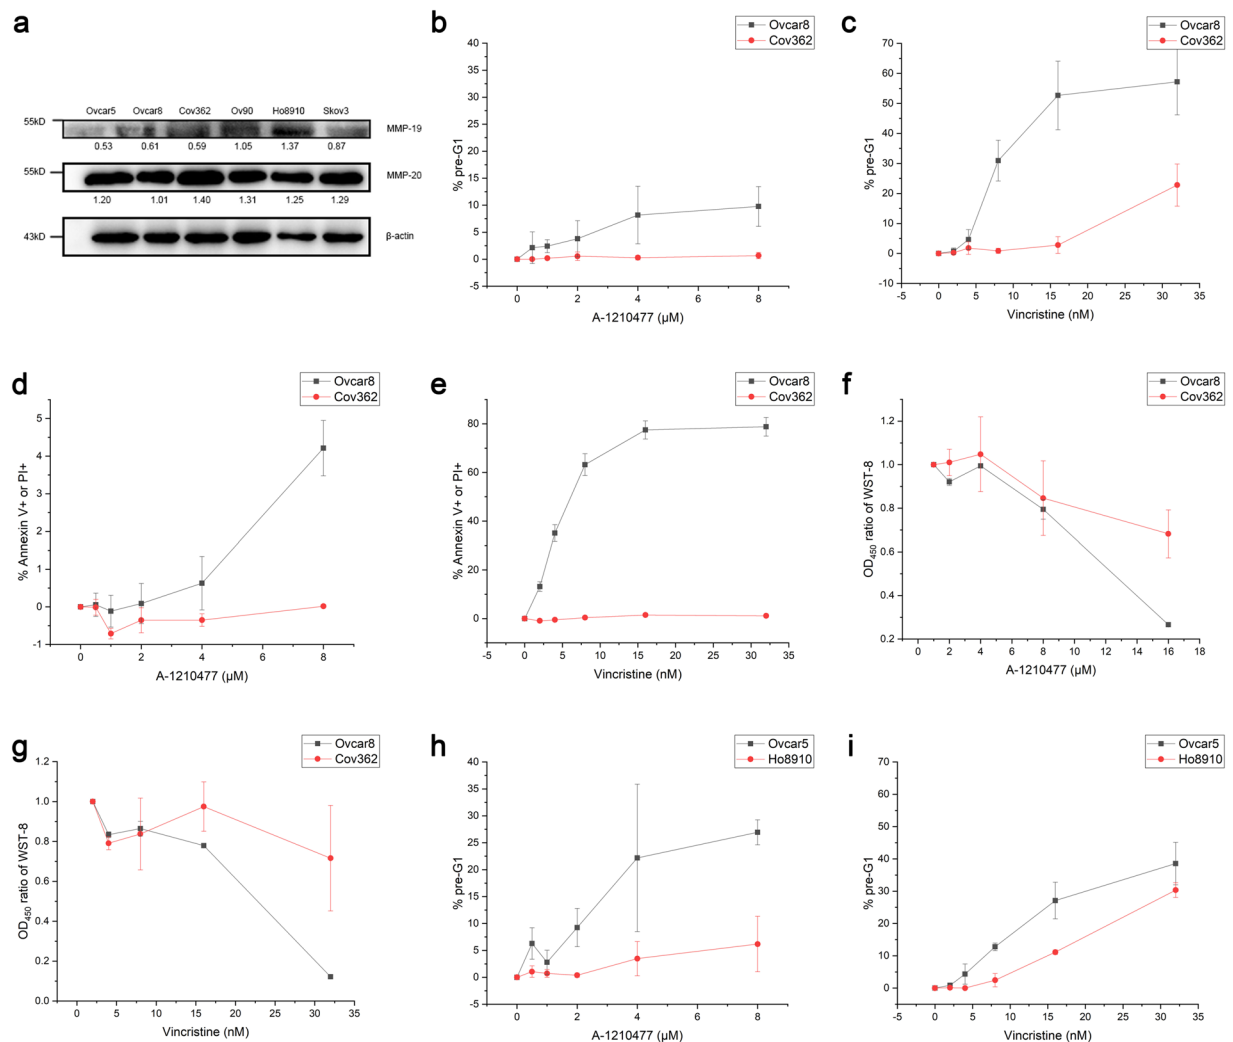 a
Ovcar5 Ovcar8 Cov362 Ov90 Ho8910 Skov3
55kD
MMP-19
0.53 0.61 0.59 1.05 1.37 0.87
55kD
MMP-20
1.20 1.01 1.40 1.31 1.25 1.29
43kD
β-actin
b
Ovcar8
Cov362
40
35
30
25
20
15
10
5
0
-5
% pre-G1
0 2 4 6 8
A-1210477 (μM)
c
Ovcar8
Cov362
70
60
50
40
30
20
10
0
-10
% pre-G1
-5 0 5 10 15 20 25 30 35
Vincristine (nM)
d
Ovcar8
Cov362
5
4
3
2
1
0
-1
% Annexin V+ or PI+
0 2 4 6 8
A-1210477 (μM)
e
Ovcar8
Cov362
80
60
40
20
0
% Annexin V+ or PI+
-5 0 5 10 15 20 25 30 35
Vincristine (nM)
f
Ovcar8
Cov362
1.2
1.0
0.8
0.6
0.4
0.2
OD450 ratio of WST-8
0 2 4 6 8 10 12 14 16 18
A-1210477 (μM)
g
Ovcar8
Cov362
1.2
1.0
0.8
0.6
0.4
0.2
0.0
OD450 ratio of WST-8
0 5 10 15 20 25 30 35
Vincristine (nM)
h
Ovcar5
Ho8910
40
35
30
25
20
15
10
5
0
-5
% pre-G1
0 2 4 6 8
A-1210477 (μM)
i
Ovcar5
Ho8910
70
60
50
40
30
20
10
0
% pre-G1
-5 0 5 10 15 20 25 30 35
Vincristine (nM)